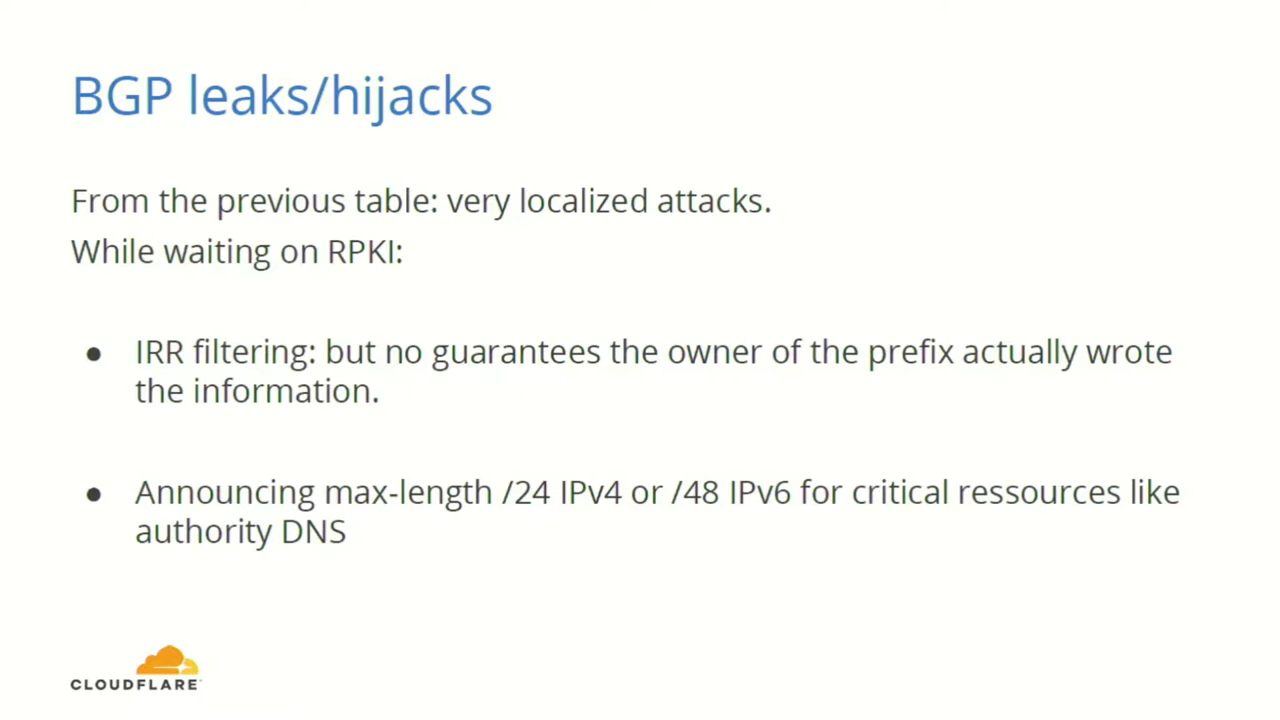 BGP leaks/hijacks
From the previous table: very localized attacks.
While waiting on RPKI:
● IRR filtering: but no guarantees the owner of the prefix actually wrote
the information.
● Announcing max-length /24 IPv4 or /48 IPv6 for critical ressources like
authority DNS
CLOUDFLARE